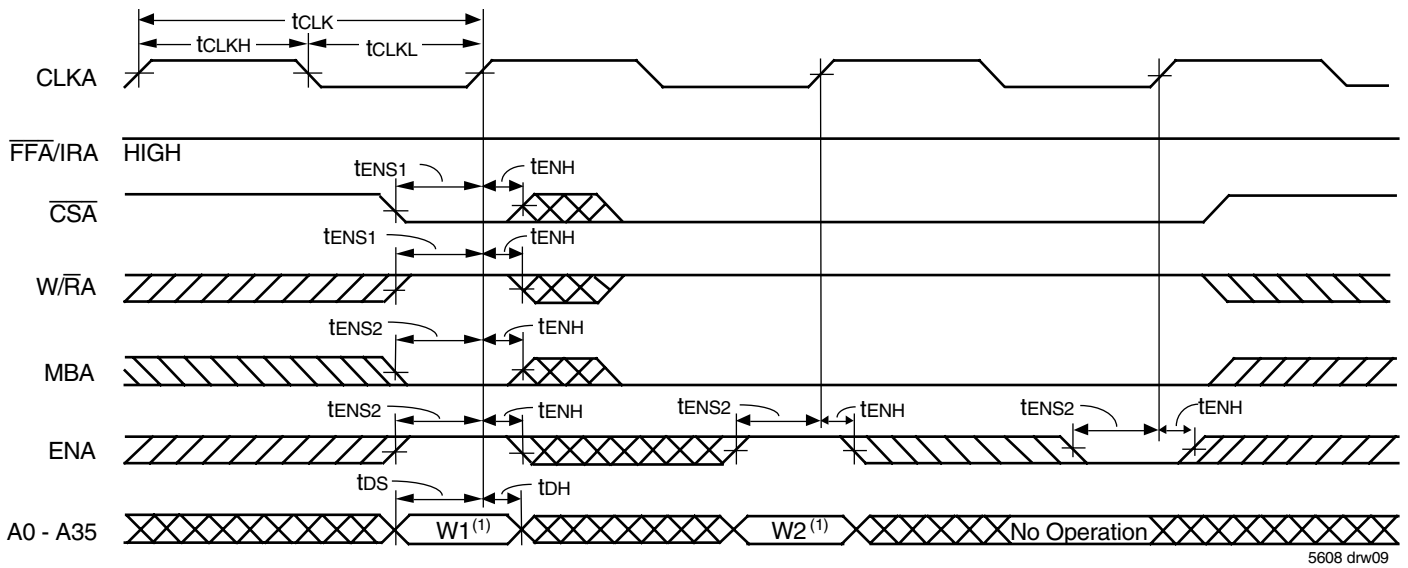 tCLK
tCLKH tCLKL
CLKA
FFA/IRA HIGH
tENS1 tENH
CSA
tENS1 tENH
W/RA
tENS2 tENH
MBA
tENS2 tENH tENS2 tENH tENS2 tENH
ENA
tDS tDH
A0 - A35 W1(1) W2(1) No Operation
5608 drw09